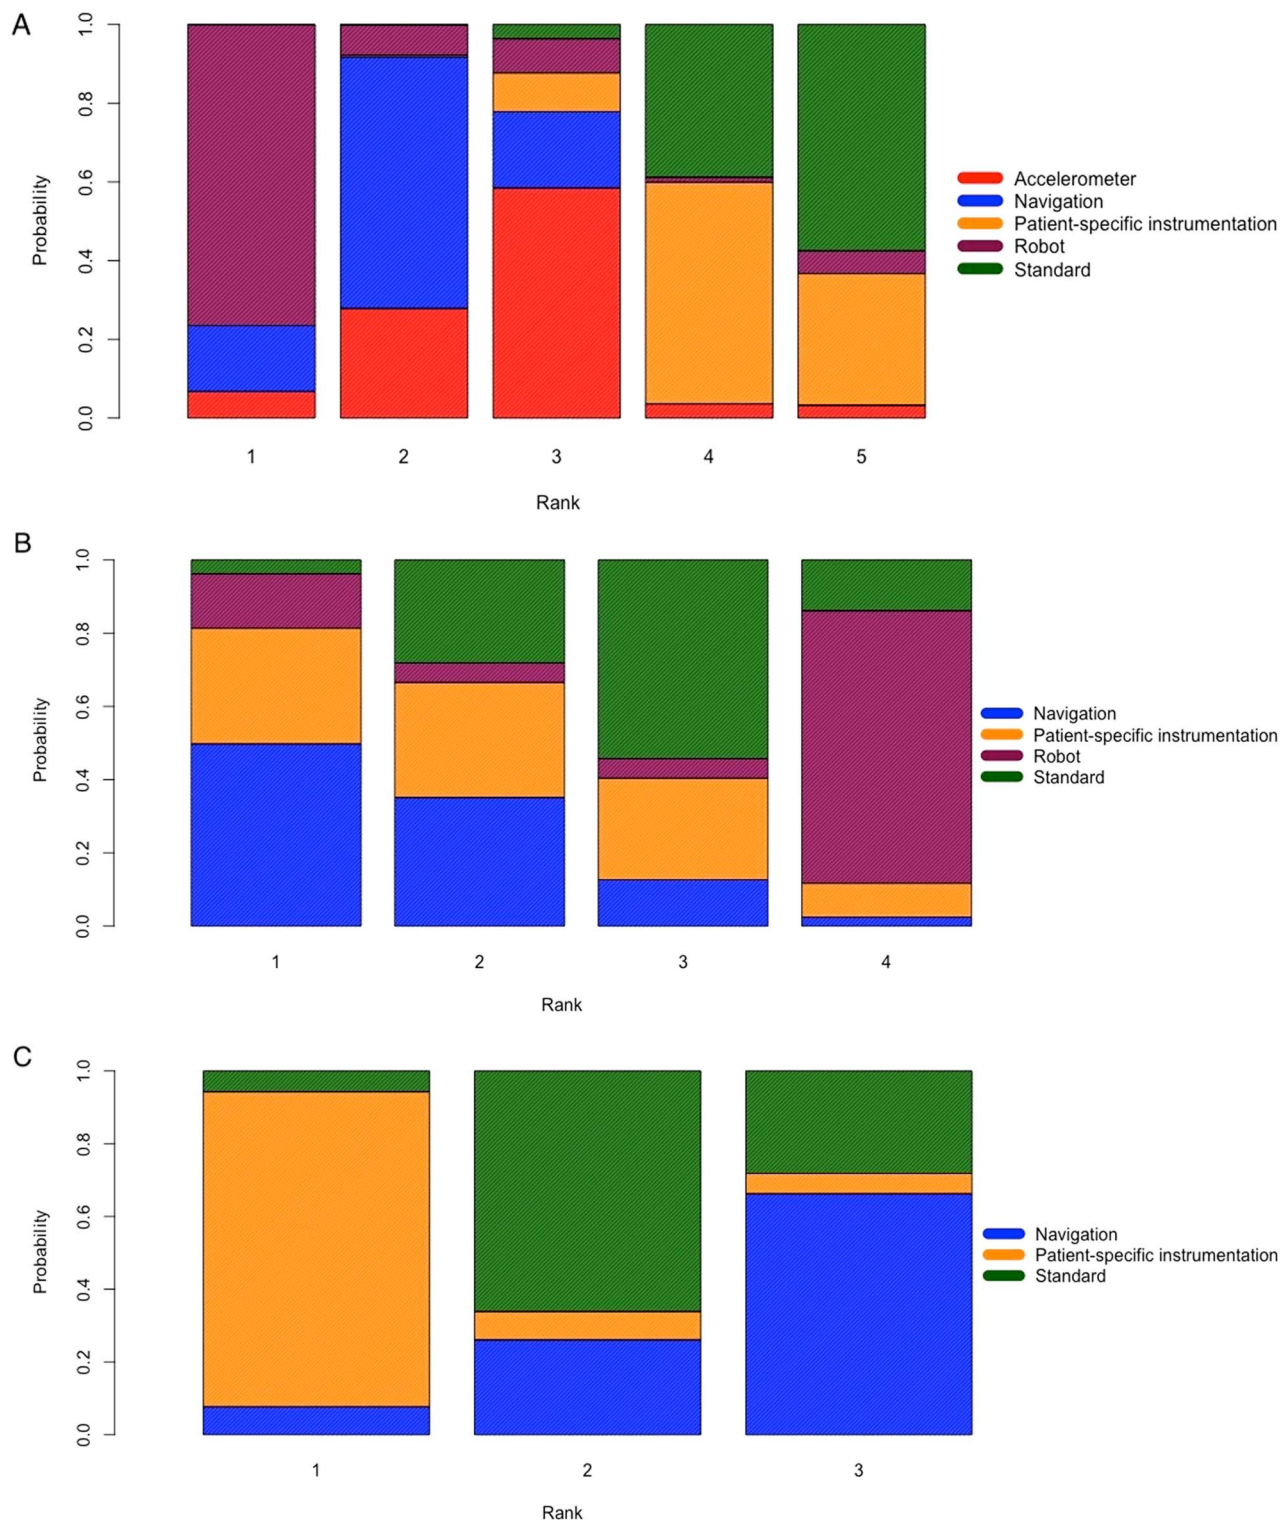 A
1.0
0.8
0.6
0.4
0.2
0.0
Probability
1 2 3 4 5
Rank
Accelerometer
Navigation
Patient-specific instrumentation
Robot
Standard
B
1.0
0.8
0.6
0.4
0.2
0.0
Probability
1 2 3 4
Rank
Navigation
Patient-specific instrumentation
Robot
Standard
C
1.0
0.8
0.6
0.4
0.2
0.0
Probability
1 2 3
Rank
Navigation
Patient-specific instrumentation
Standard